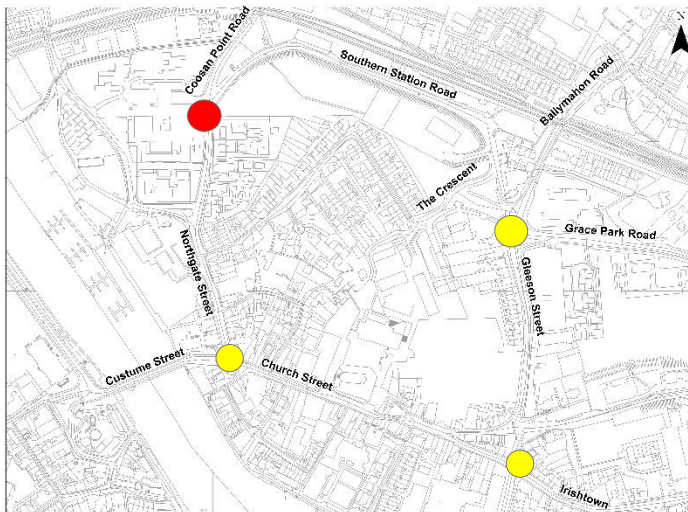 Coosan Point Road
Southern Station Road
Ballymahon Road
The Crescent
Grace Park Road
Northgate Street
Gleeson Street
Custume Street
Church Street
Irishtown